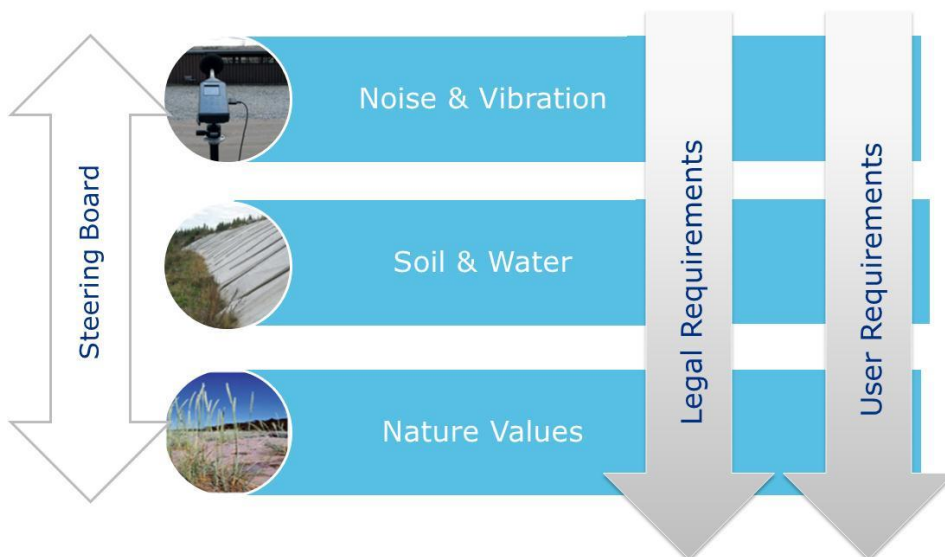 Steering Board
Noise & Vibration
Soil & Water
Nature Values
Legal Requirements
User Requirements